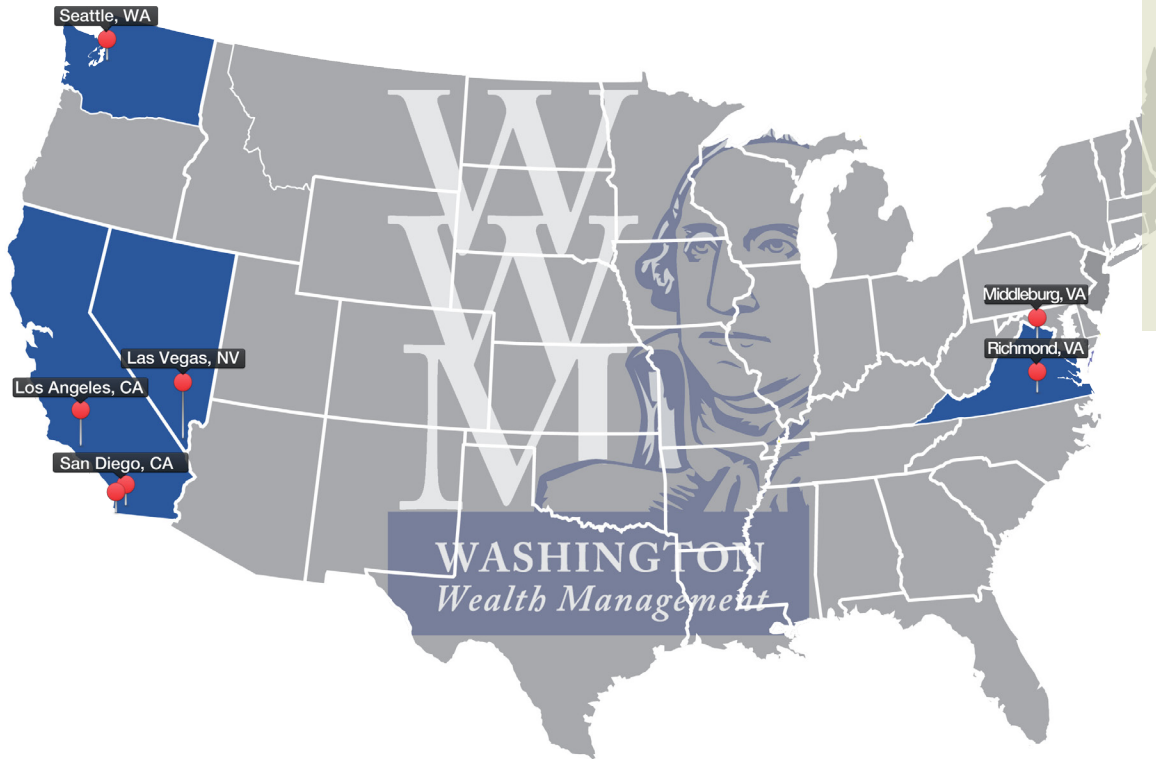 Seattle, WA
W
W
M
Middleburg, VA
Richmond, VA
Las Vegas, NV
Los Angeles, CA
San Diego, CA
WASHINGTON
Wealth Management